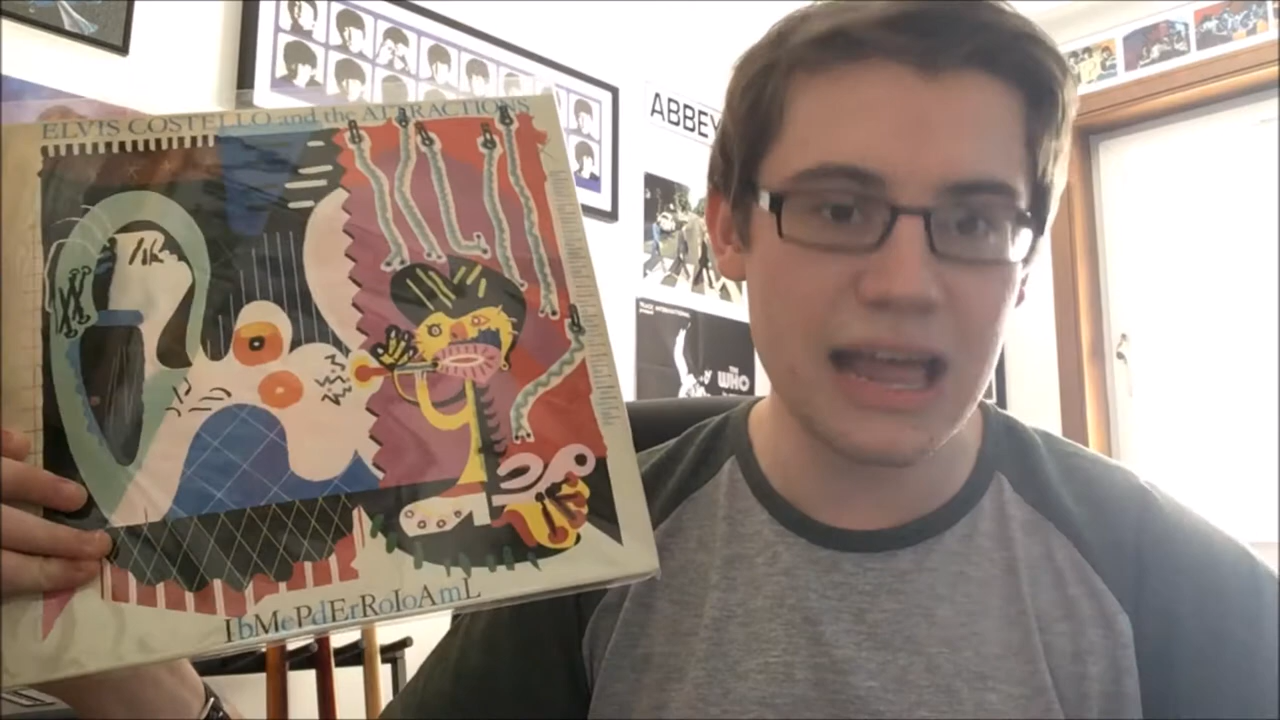 ELVIS COSTELLO and the ATTRACTIONS
ABBEY
THE
WHO
IbMePdErRoIoAmL